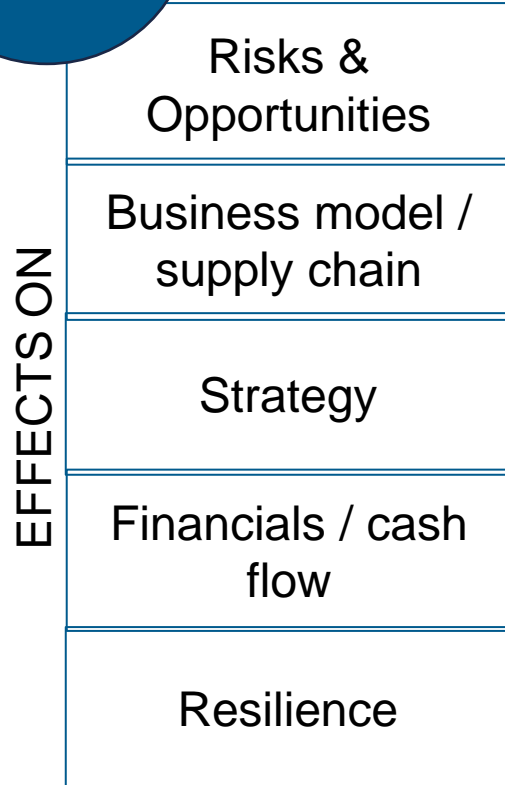 EFFECTS ON
Risks &
Opportunities
Business model /
supply chain
Strategy
Financials / cash
flow
Resilience